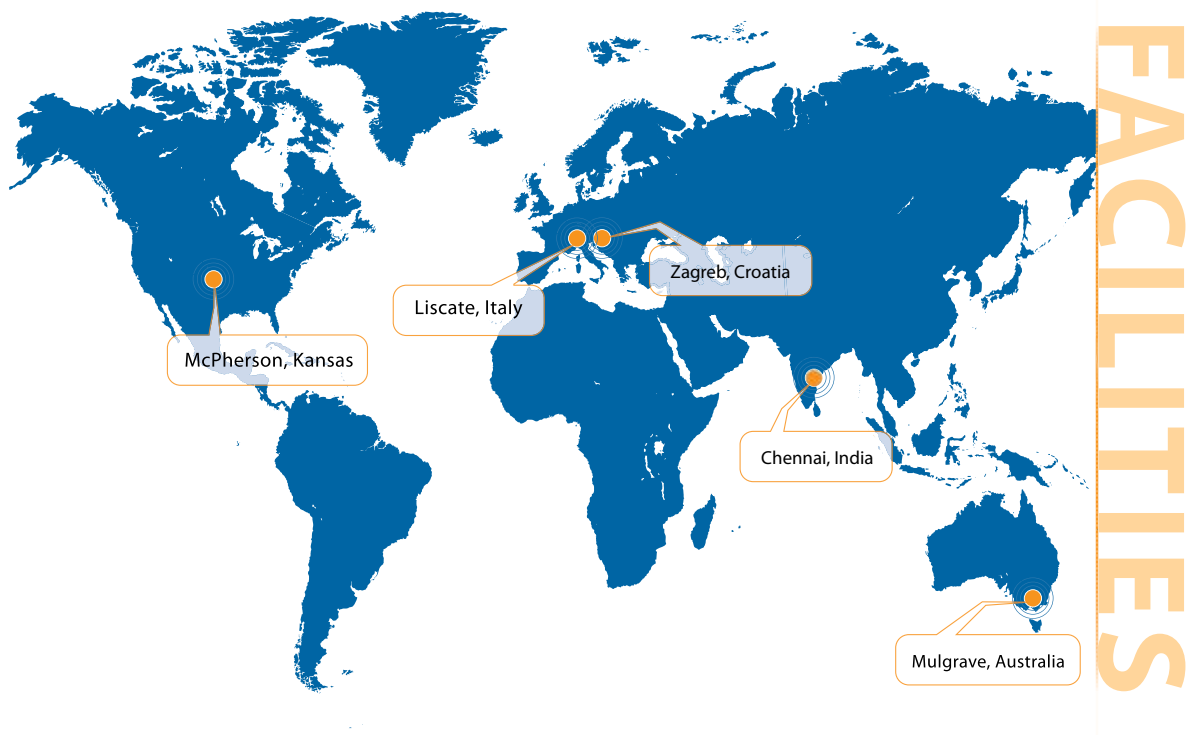 FACILITIES
Zagreb, Croatia
Liscate, Italy
McPherson, Kansas
Chennai, India
Mulgrave, Australia